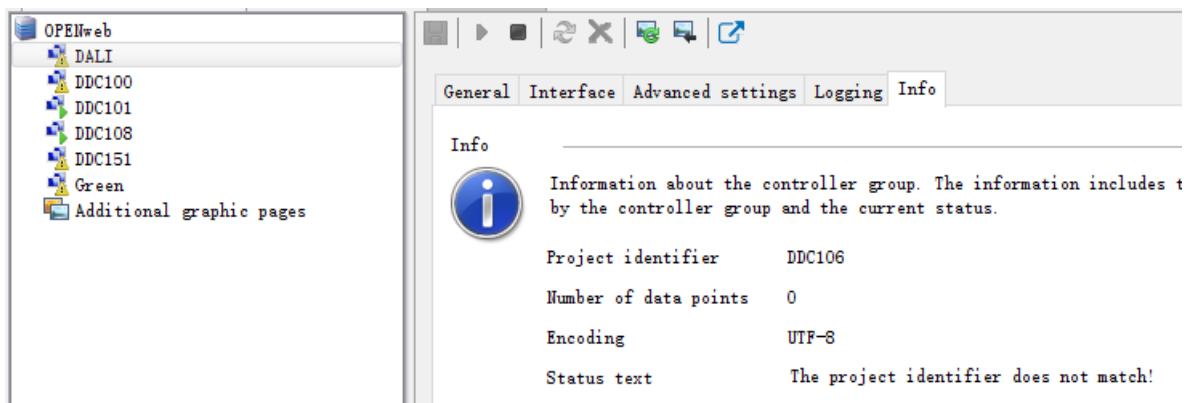 OPENweb
DALI
DDC100
DDC101
DDC108
DDC151
Green
Additional graphic pages
General Interface Advanced settings Logging Info
Info
Information about the controller group. The information includes
by the controller group and the current status.
Project identifier DDC106
Number of data points 0
Encoding UTF-8
Status text The project identifier does not match!